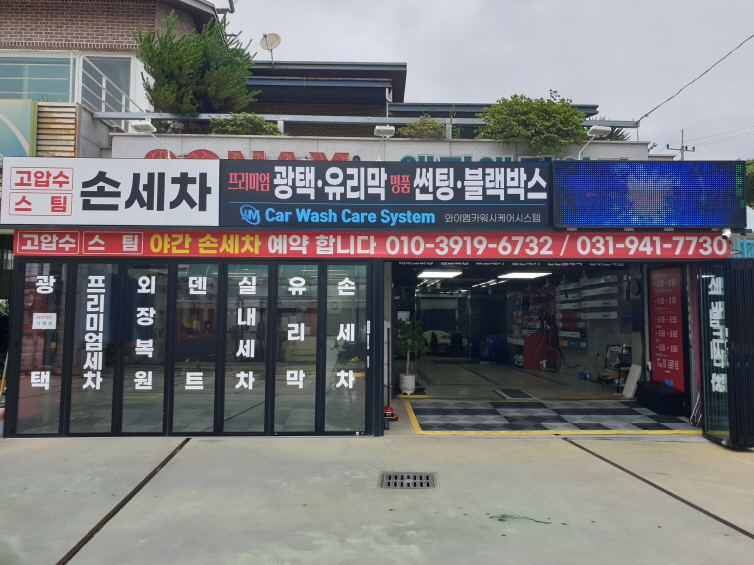 고압수
스 팀
손세차
프리미엄 광택·유리막 명품 썬팅·블랙박스
Car Wash Care System 와이엠카워시케어시스템
고압수 스 팀 야간 손세차 예약 합니다 010-3919-6732 / 031-941-7730
광택
프리미엄세차
외장복원
덴트
실내세차
유리막
손세차